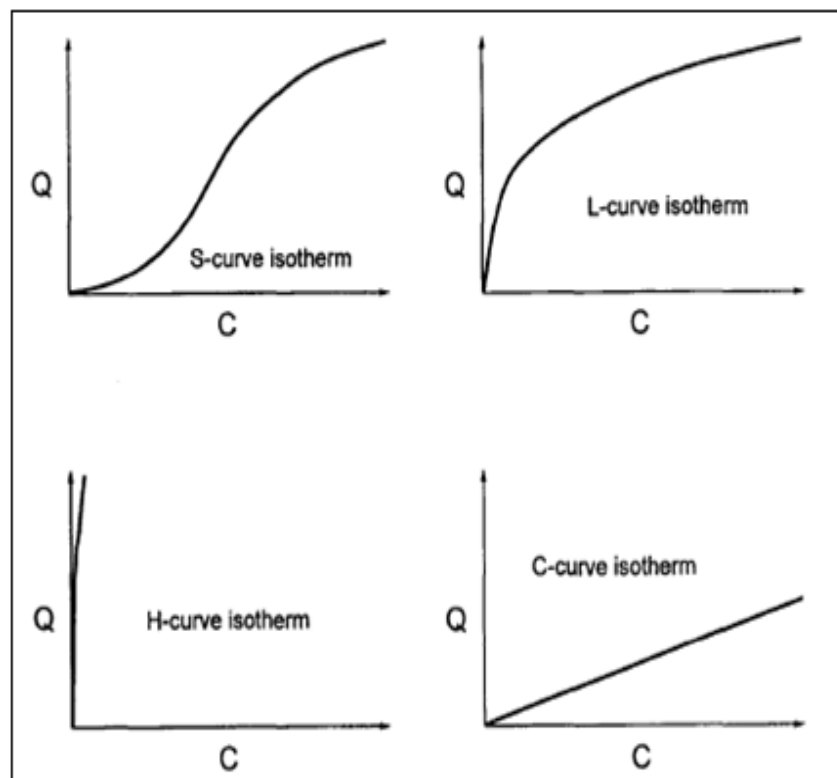 Q
S-curve isotherm
C
Q
L-curve isotherm
C
Q
H-curve isotherm
C
C-curve isotherm
Q
C